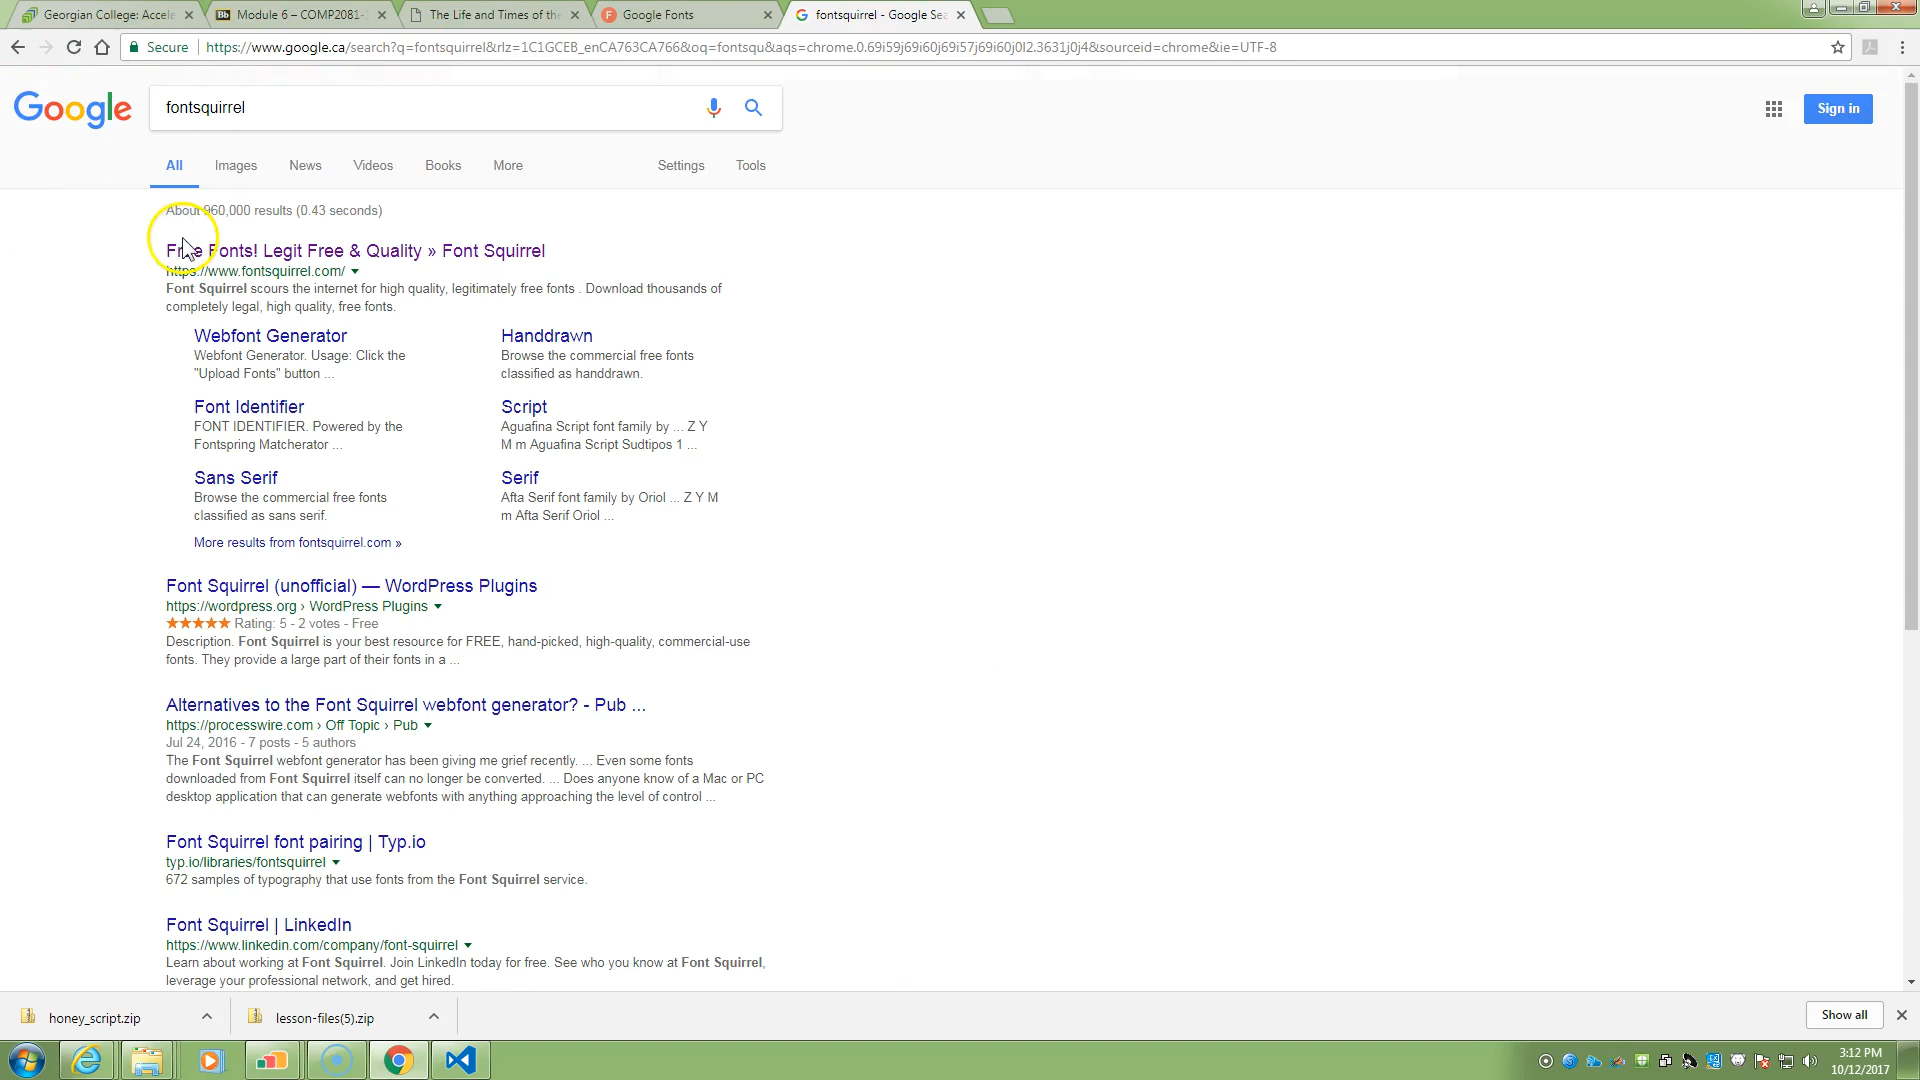 Georgian College: Accele
Module 6 – COMP2081-
The Life and Times of the
Google Fonts
fontsquirrel - Google Sea
Secure
https://www.google.ca/search?q=fontsquirrel&rlz=1C1GCEB_enCA763CA766&oq=fontsqu&aqs=chrome.0.69i59j69i60j69i57j69i60j0l2.3631j0j4&sourceid=chrome&ie=UTF-8
Google
fontsquirrel
Sign in
All Images News Videos Books More Settings Tools
About 960,000 results (0.43 seconds)
Free Fonts! Legit Free & Quality » Font Squirrel
https://www.fontsquirrel.com/
Font Squirrel scours the internet for high quality, legitimately free fonts . Download thousands of
completely legal, high quality, free fonts.
Webfont Generator
Webfont Generator. Usage: Click the
"Upload Fonts" button ...
Handdrawn
Browse the commercial free fonts
classified as handdrawn.
Font Identifier
FONT IDENTIFIER. Powered by the
Fontspring Matcherator ...
Script
Aguafina Script font family by ... Z Y
M m Aguafina Script Sudtipos 1 ...
Sans Serif
Browse the commercial free fonts
classified as sans serif.
Serif
Afta Serif font family by Oriol ... Z Y M
m Afta Serif Oriol ...
More results from fontsquirrel.com »
Font Squirrel (unofficial) — WordPress Plugins
https://wordpress.org › WordPress Plugins
Rating: 5 - 2 votes - Free
Description. Font Squirrel is your best resource for FREE, hand-picked, high-quality, commercial-use
fonts. They provide a large part of their fonts in a ...
Alternatives to the Font Squirrel webfont generator? - Pub ...
https://processwire.com › Off Topic › Pub
Jul 24, 2016 - 7 posts - 5 authors
The Font Squirrel webfont generator has been giving me grief recently. ... Even some fonts
downloaded from Font Squirrel itself can no longer be converted. ... Does anyone know of a Mac or PC
desktop application that can generate webfonts with anything approaching the level of control ...
Font Squirrel font pairing | Typ.io
typ.io/libraries/fontsquirrel
672 samples of typography that use fonts from the Font Squirrel service.
Font Squirrel | LinkedIn
https://www.linkedin.com/company/font-squirrel
Learn about working at Font Squirrel. Join LinkedIn today for free. See who you know at Font Squirrel,
leverage your professional network, and get hired.
honey_script.zip
lesson-files(5).zip
Show all
3:12 PM
10/12/2017